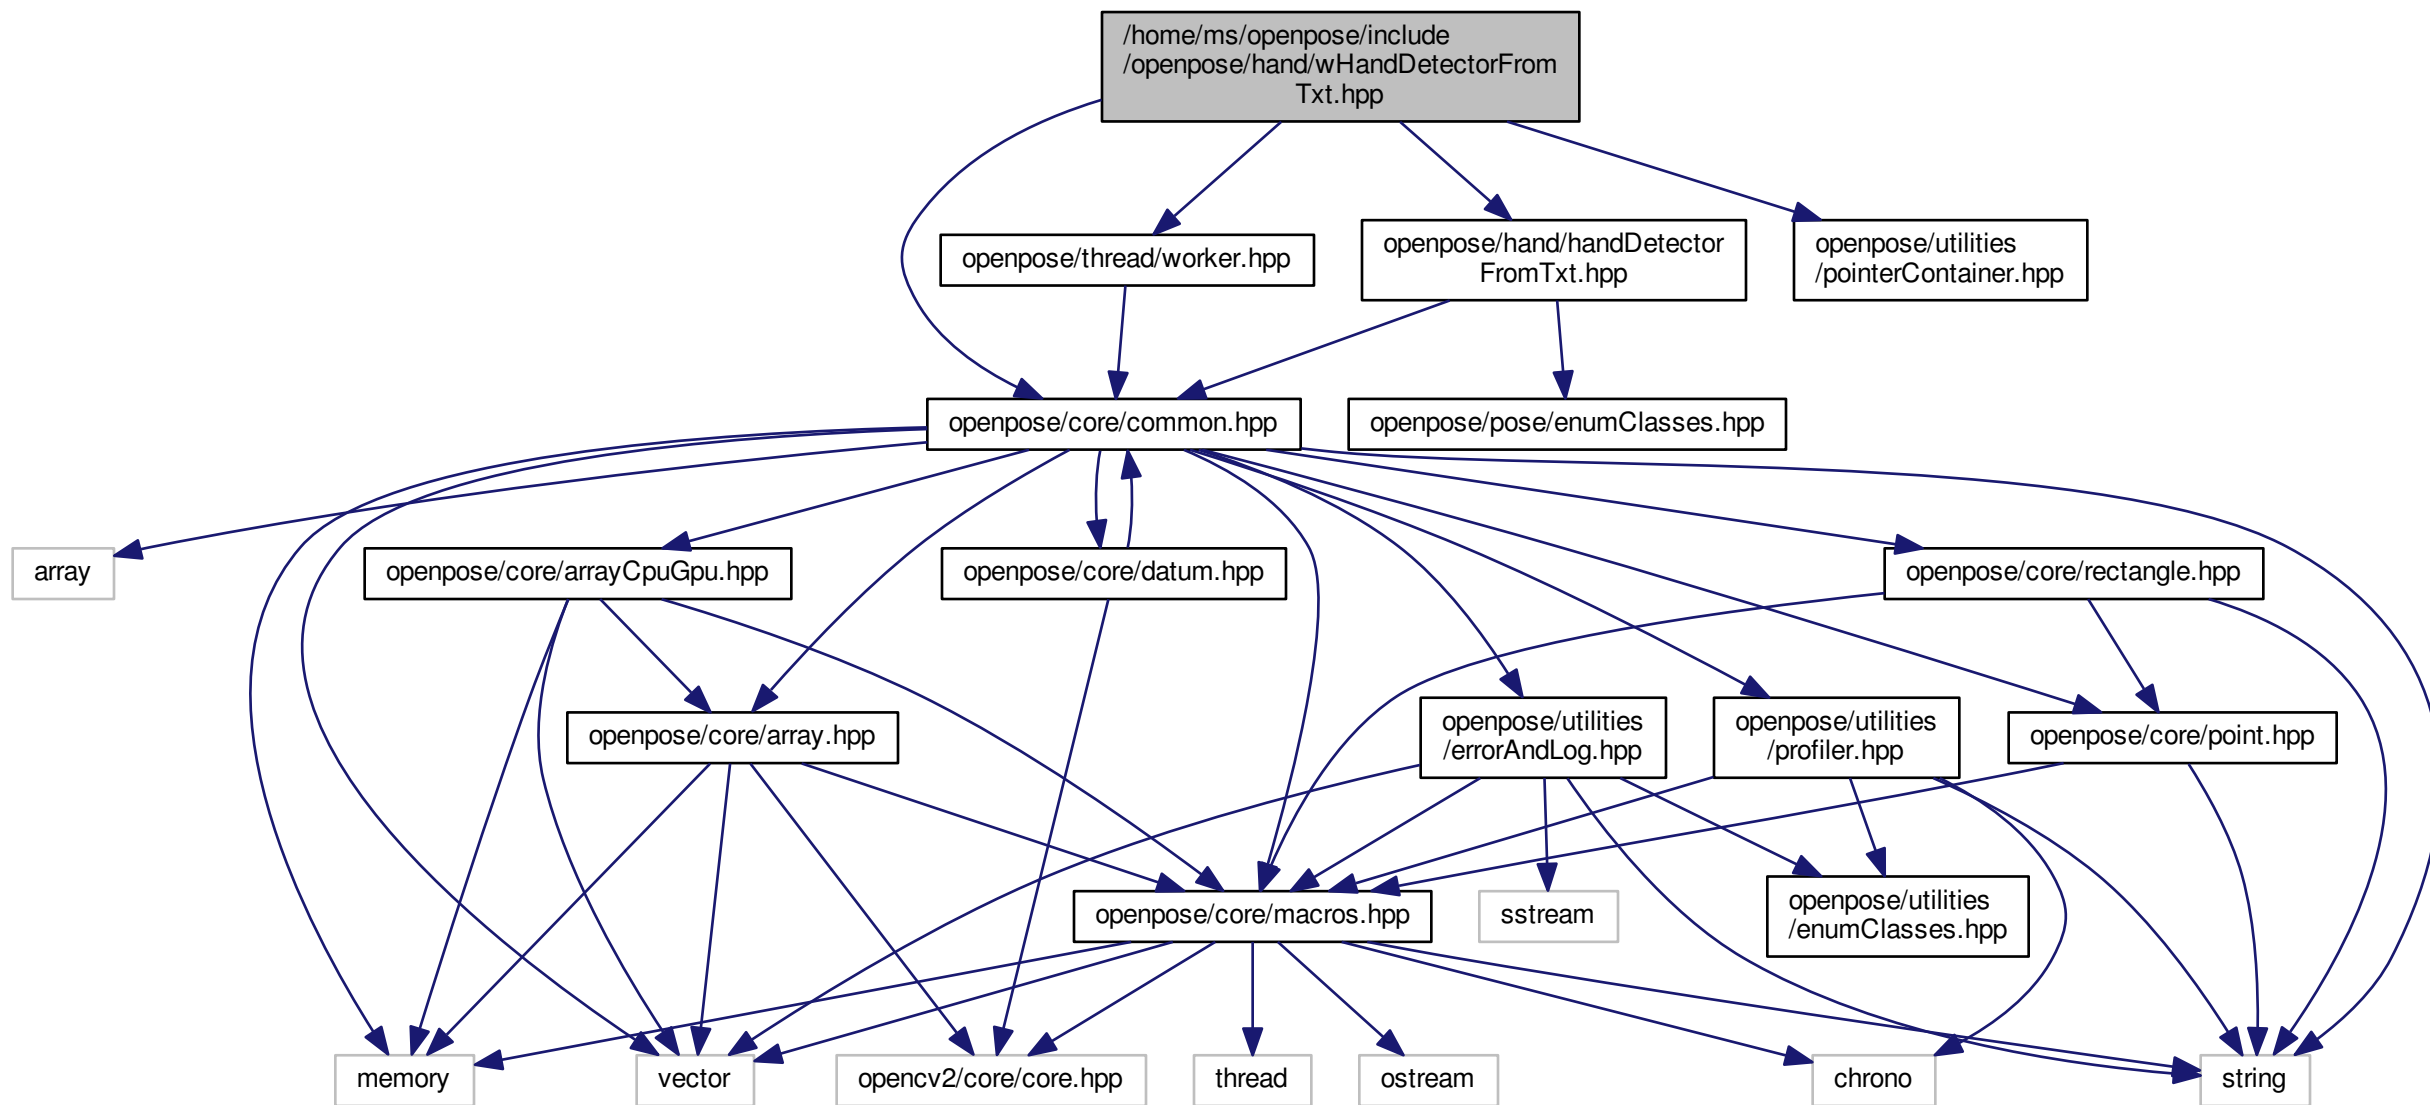 /home/ms/openpose/include
/openpose/hand/wHandDetectorFrom
Txt.hpp
openpose/thread/worker.hpp
openpose/hand/handDetector
FromTxt.hpp
openpose/utilities
/pointerContainer.hpp
openpose/core/common.hpp
openpose/pose/enumClasses.hpp
array
openpose/core/arrayCpuGpu.hpp
openpose/core/datum.hpp
openpose/core/rectangle.hpp
openpose/core/array.hpp
openpose/utilities
/errorAndLog.hpp
openpose/utilities
/profiler.hpp
openpose/core/point.hpp
openpose/core/macros.hpp
sstream
openpose/utilities
/enumClasses.hpp
memory
vector
opencv2/core/core.hpp
thread
ostream
chrono
string